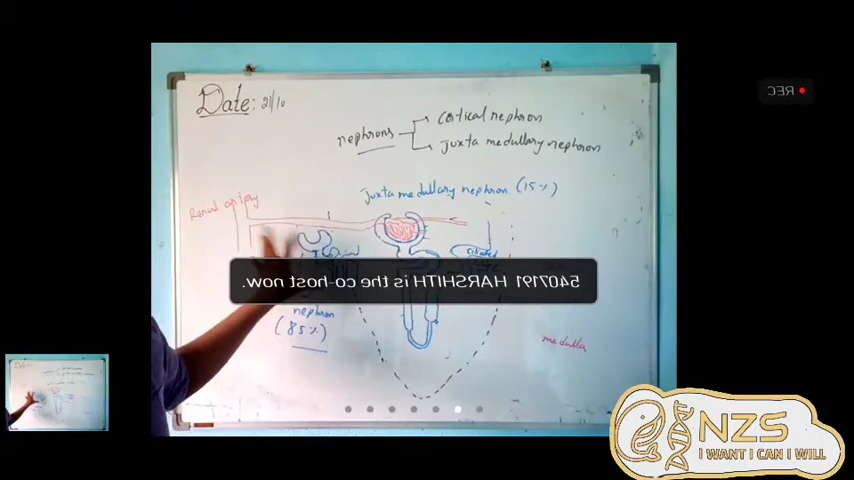 REC
Date: 21/10
nephrons
cortical nephron
juxta medullary nephron
juxta medullary nephron (15%)
Renal artery
5407191 HARSHITH is the co-host now.
nephron
(85%)
medulla
NZS
I WANT I CAN I WILL